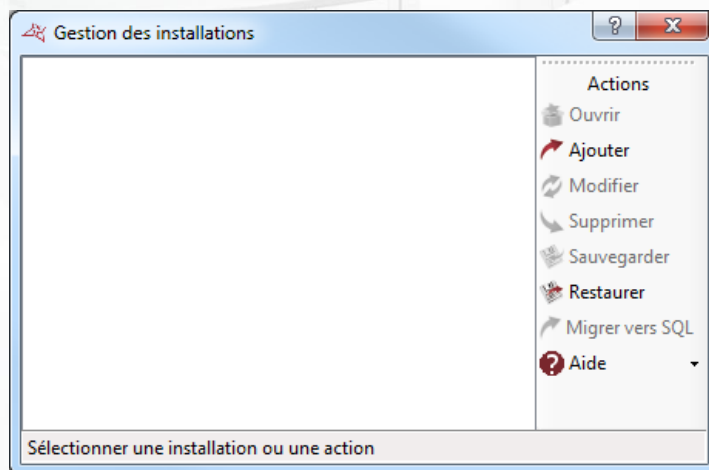 Gestion des installations
?
Actions
Ouvrir
Ajouter
Modifier
Supprimer
Sauvegarder
Restaurer
Migrer vers SQL
Aide
Sélectionner une installation ou une action